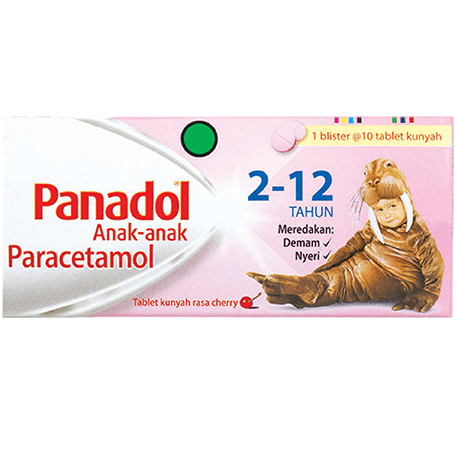 1 blister @10 tablet kunyah
Panadol®
Anak-anak
Paracetamol
2-12
TAHUN
Meredakan:
Demam ✓
Nyeri ✓
Tablet kunyah rasa cherry